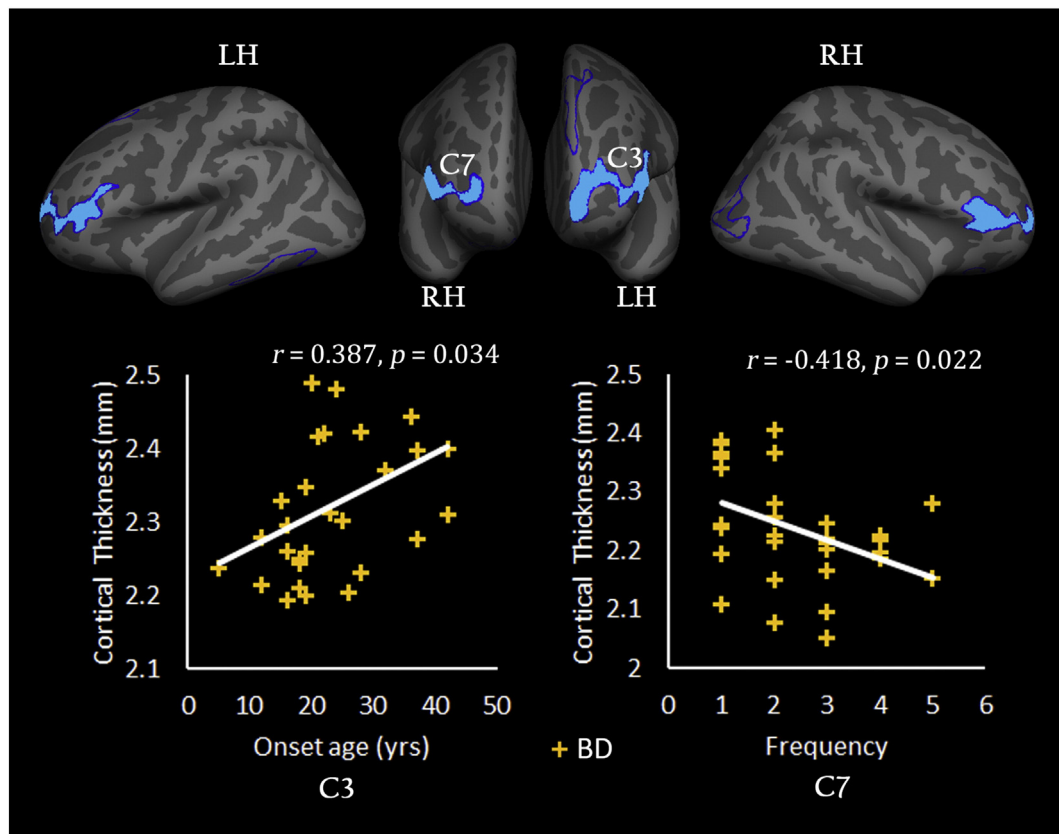 LH
RH
C7
C3
RH
LH
r = 0.387, p = 0.034
r = -0.418, p = 0.022
Cortical Thickness (mm)
2.5
2.4
2.3
2.2
2.1
0 10 20 30 40 50
Onset age (yrs)
C3
BD
Cortical Thickness (mm)
2.5
2.4
2.3
2.2
2.1
2
0 1 2 3 4 5 6
Frequency
C7